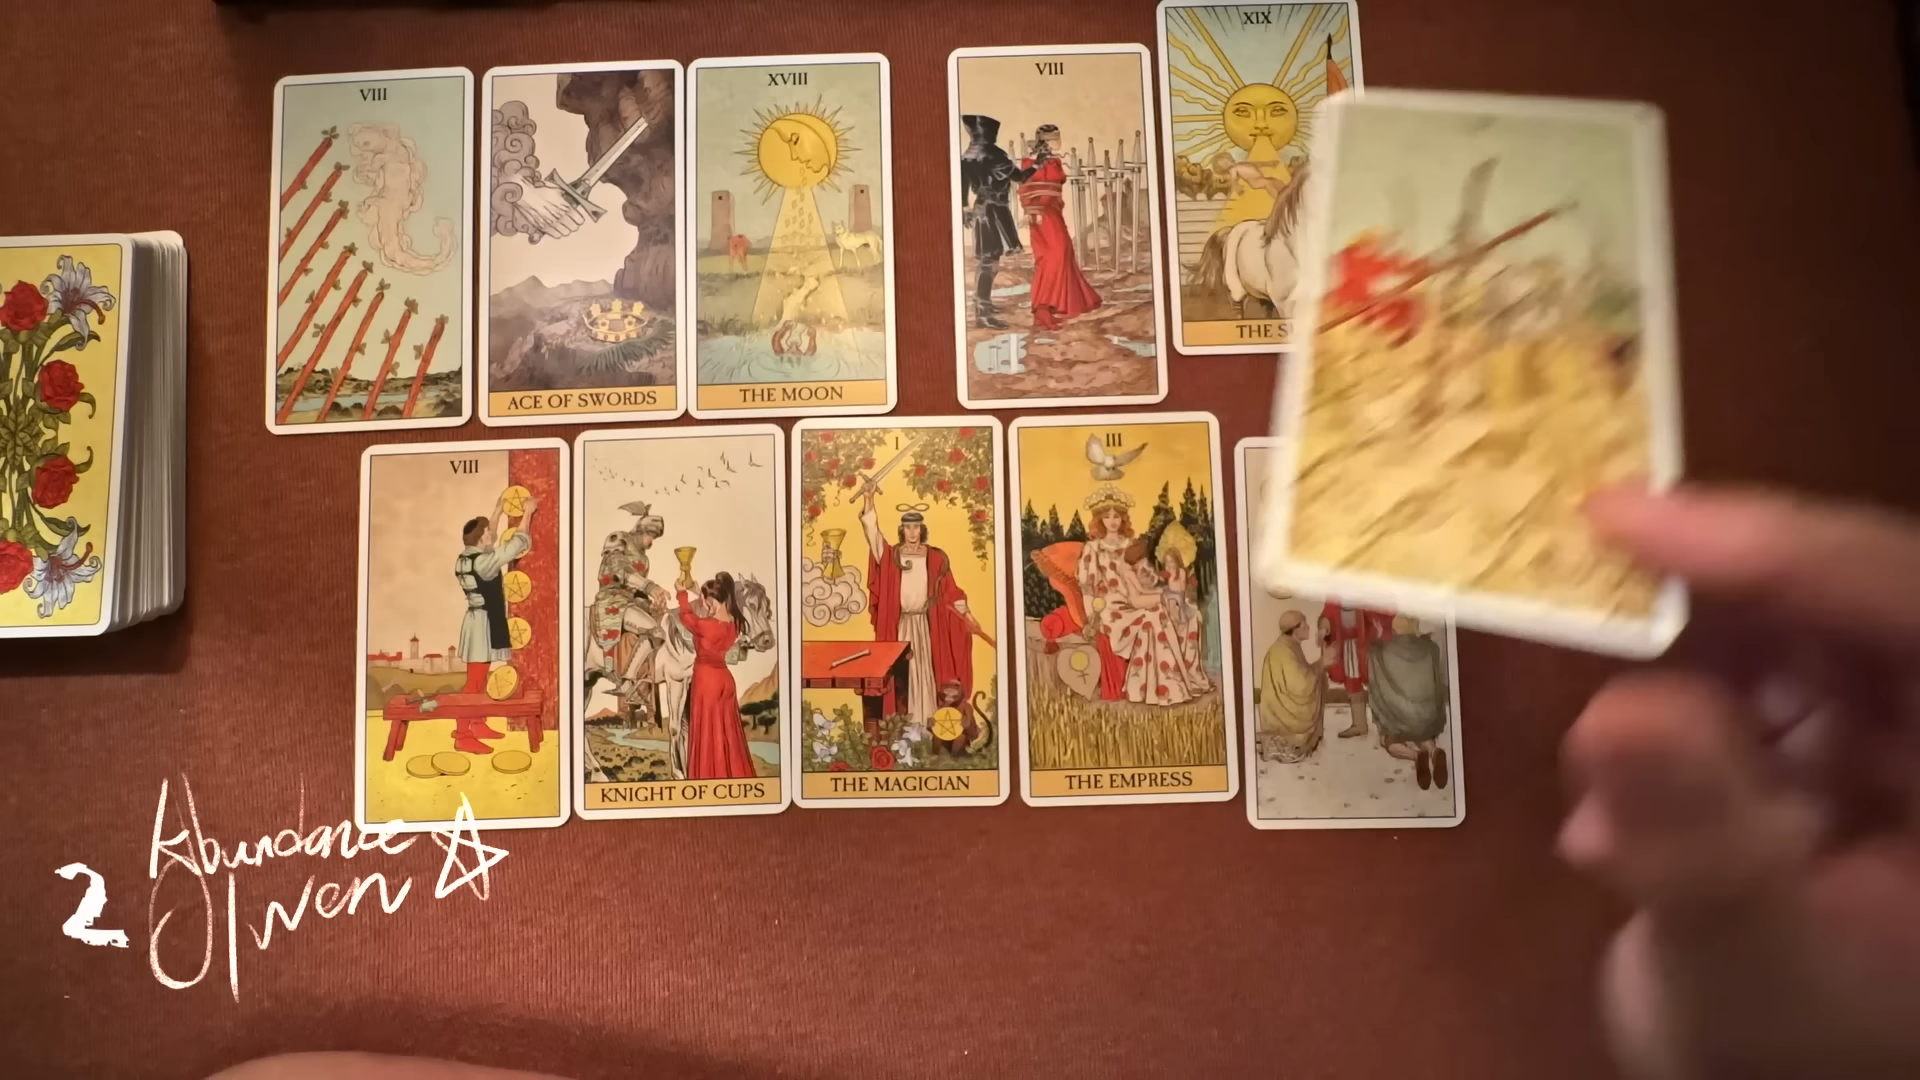 VIII
ACE OF SWORDS
XVIII
THE MOON
VIII
XIX
THE S
VIII
KNIGHT OF CUPS
I
THE MAGICIAN
III
THE EMPRESS
2
Abundance